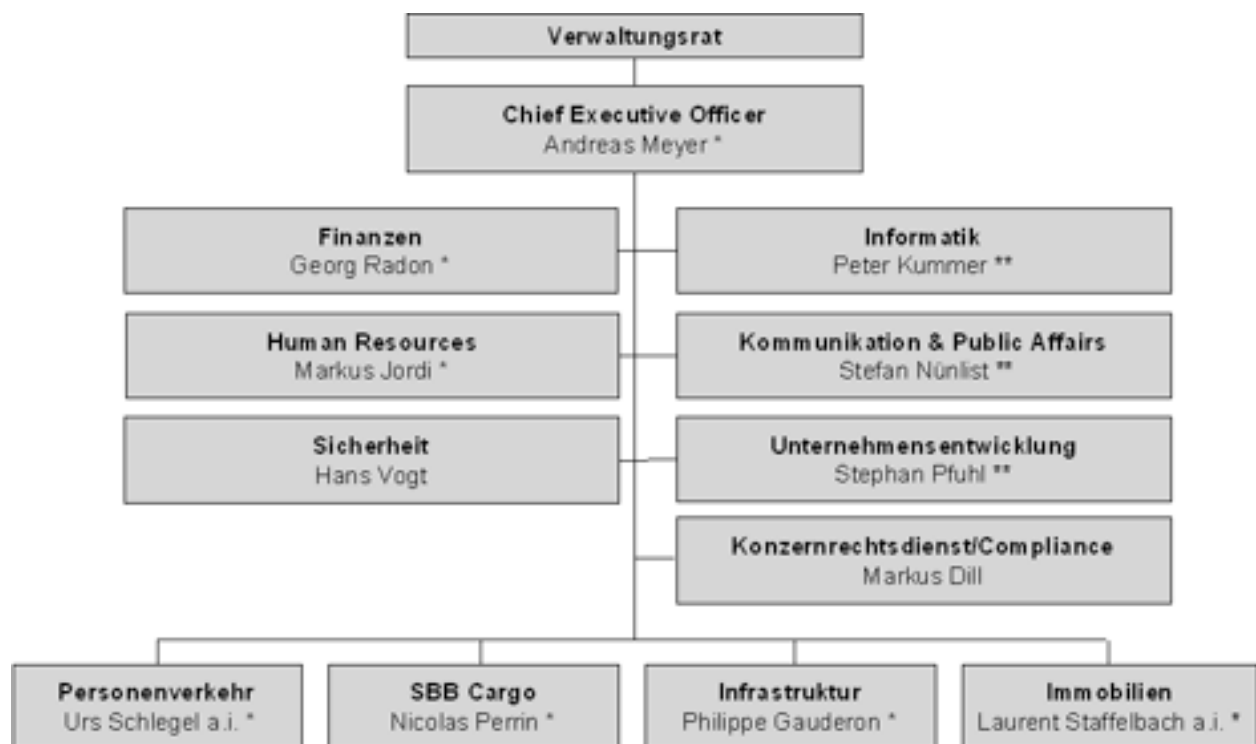 Verwaltungsrat
Chief Executive Officer
Andreas Meyer *
Finanzen
Georg Radon *
Informatik
Peter Kummer **
Human Resources
Markus Jordi *
Kommunikation & Public Affairs
Stefan Nünlist **
Sicherheit
Hans Vogt
Unternehmensentwicklung
Stephan Pfuhl **
Konzernrechtsdienst/Compliance
Markus Dill
Personenverkehr
Urs Schlegel a.i. *
SBB Cargo
Nicolas Perrin *
Infrastruktur
Philippe Gauderon *
Immobilien
Laurent Staffelbach a.i. *